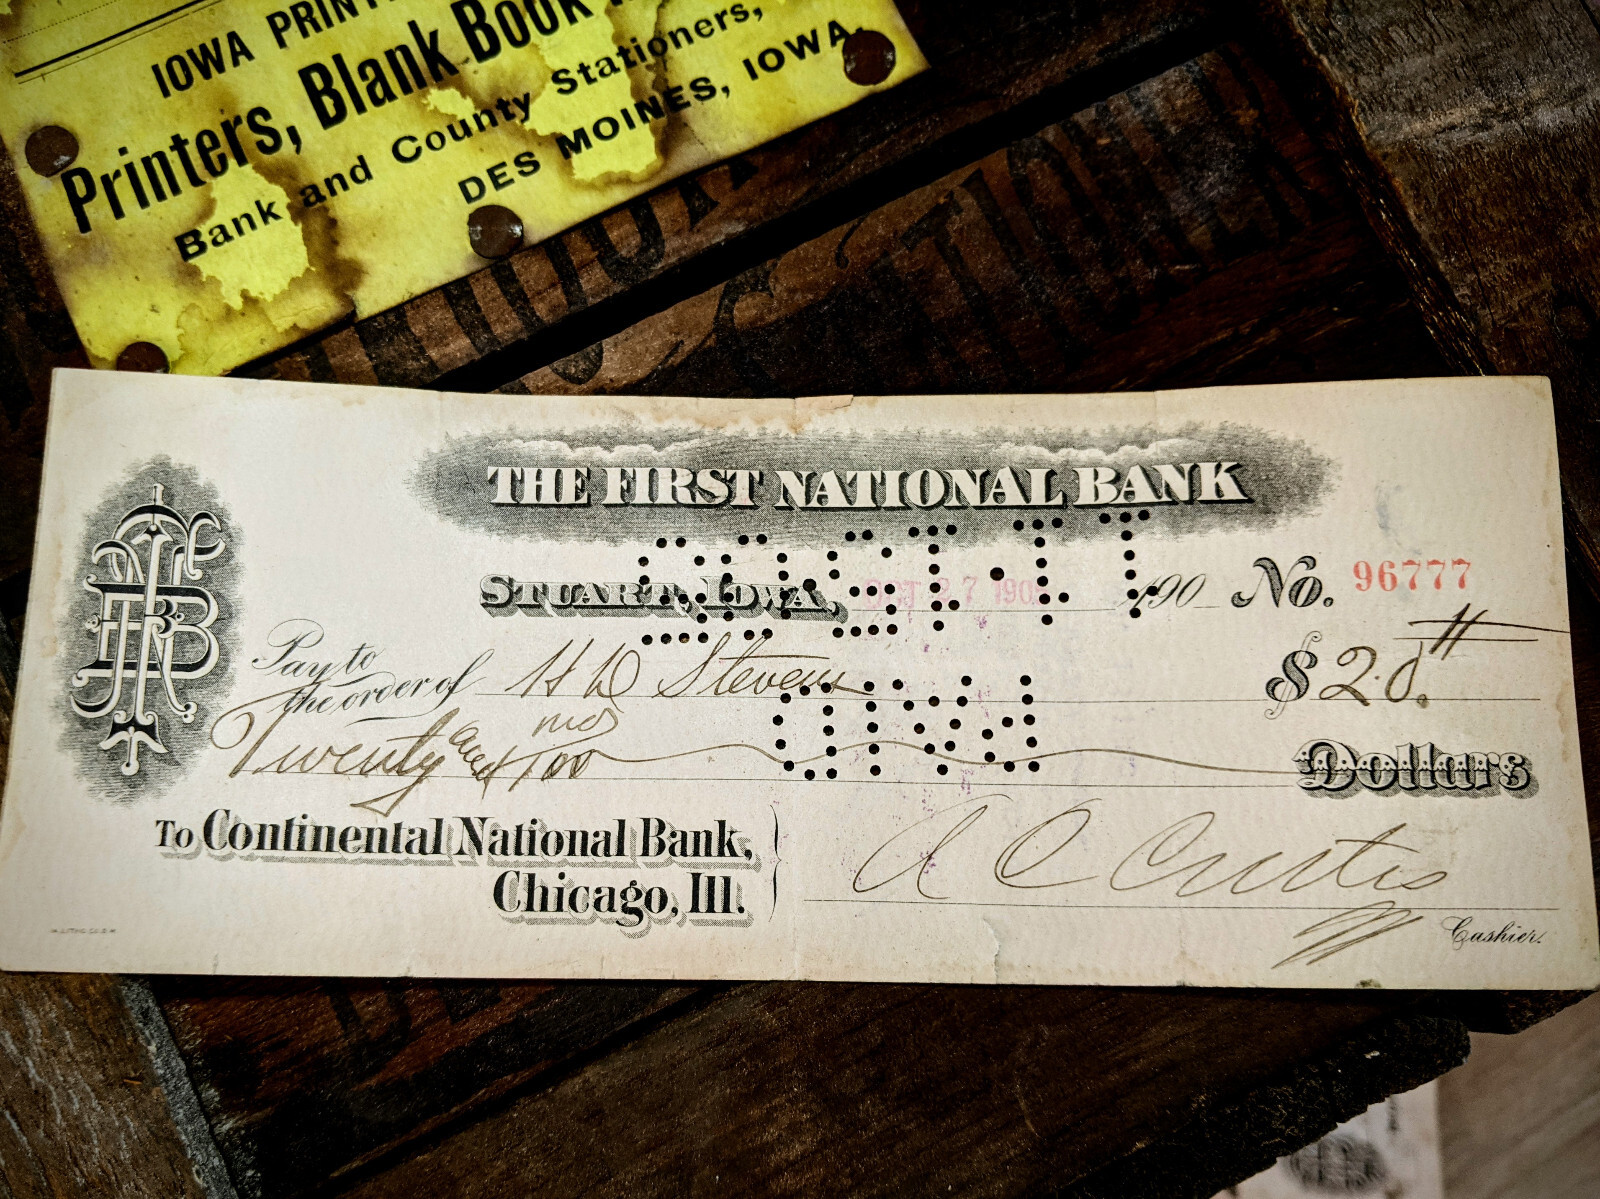 IOWA
Printers, Blank Book
Bank and County Stationers,
DES MOINES, IOWA.
THE FIRST NATIONAL BANK
STUART, IOWA, OCT 27 190 190 No. 96777
Pay to
the order of H D Stevens $20.
Twenty and no/100 Dollars
PAID
To Continental National Bank,
Chicago, Ill.
A C Curtis
Cashier.